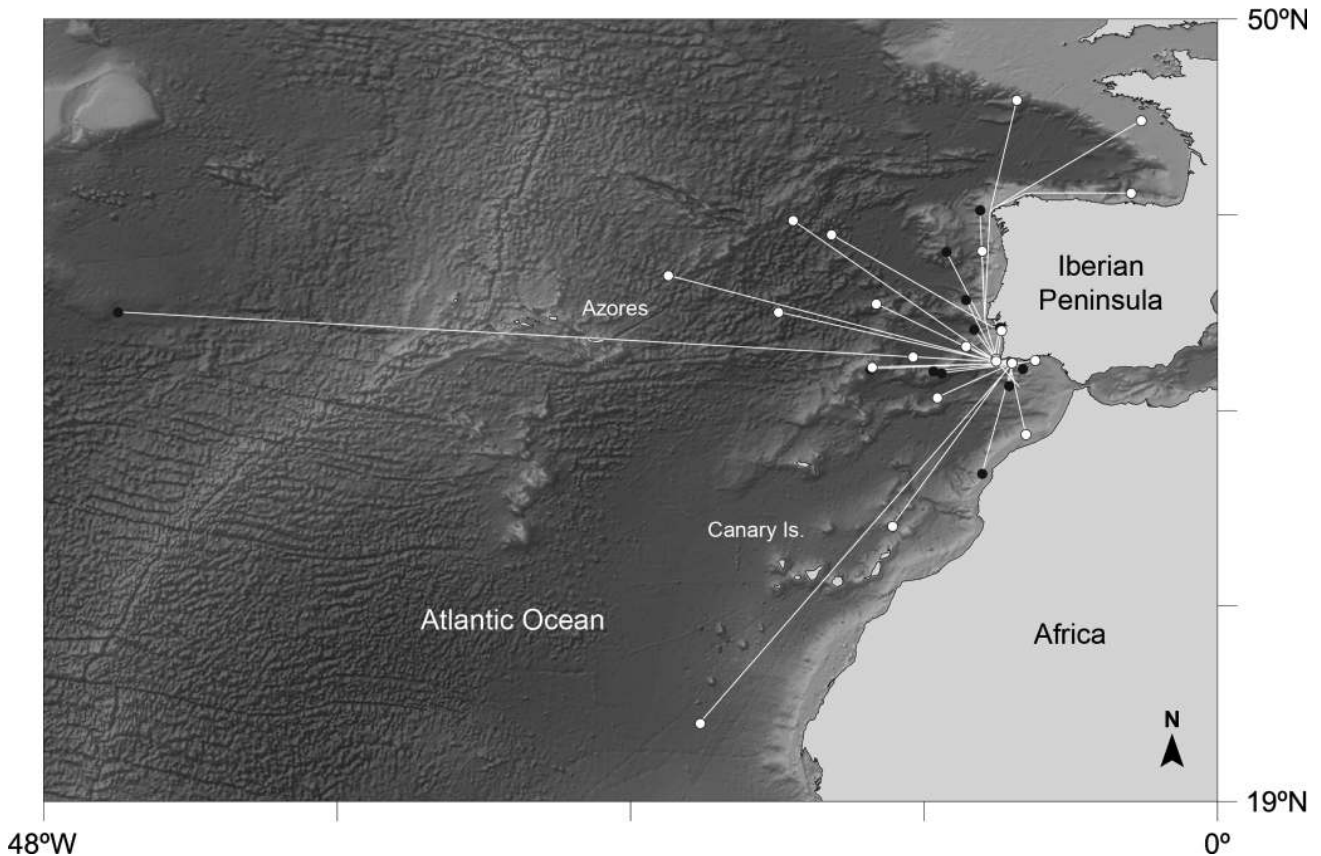 50ºN
Iberian
Peninsula
Azores
Canary Is.
Atlantic Ocean
Africa
N
19ºN
48ºW
0º